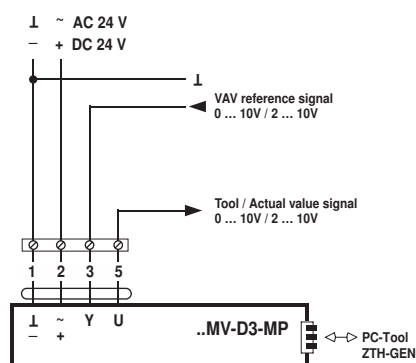 ⊥ ~ AC 24 V
– + DC 24 V
⊥
VAV reference signal
0 ... 10V / 2 ... 10V
Tool / Actual value signal
0 ... 10V / 2 ... 10V
1 2 3 5
⊥ ~ Y U
– +
..MV-D3-MP
PC-Tool
ZTH-GEN